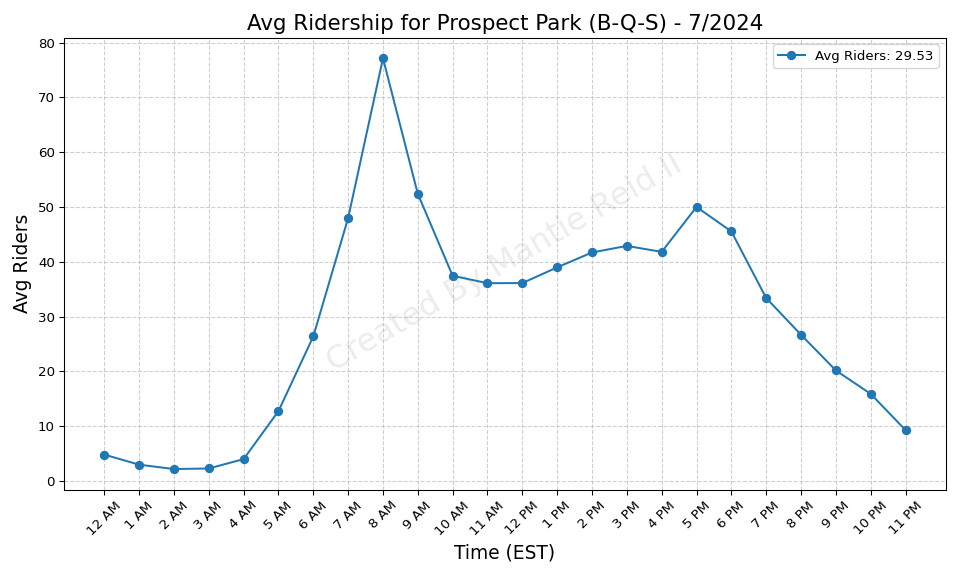 Avg Ridership for Prospect Park (B-Q-S) - 7/2024
Avg Riders: 29.53
80
70
60
50
40
30
20
10
0
Avg Riders
Created By Mantie Reid II
12 AM
1 AM
2 AM
3 AM
4 AM
5 AM
6 AM
7 AM
8 AM
9 AM
10 AM
11 AM
12 PM
1 PM
2 PM
3 PM
4 PM
5 PM
6 PM
7 PM
8 PM
9 PM
10 PM
11 PM
Time (EST)